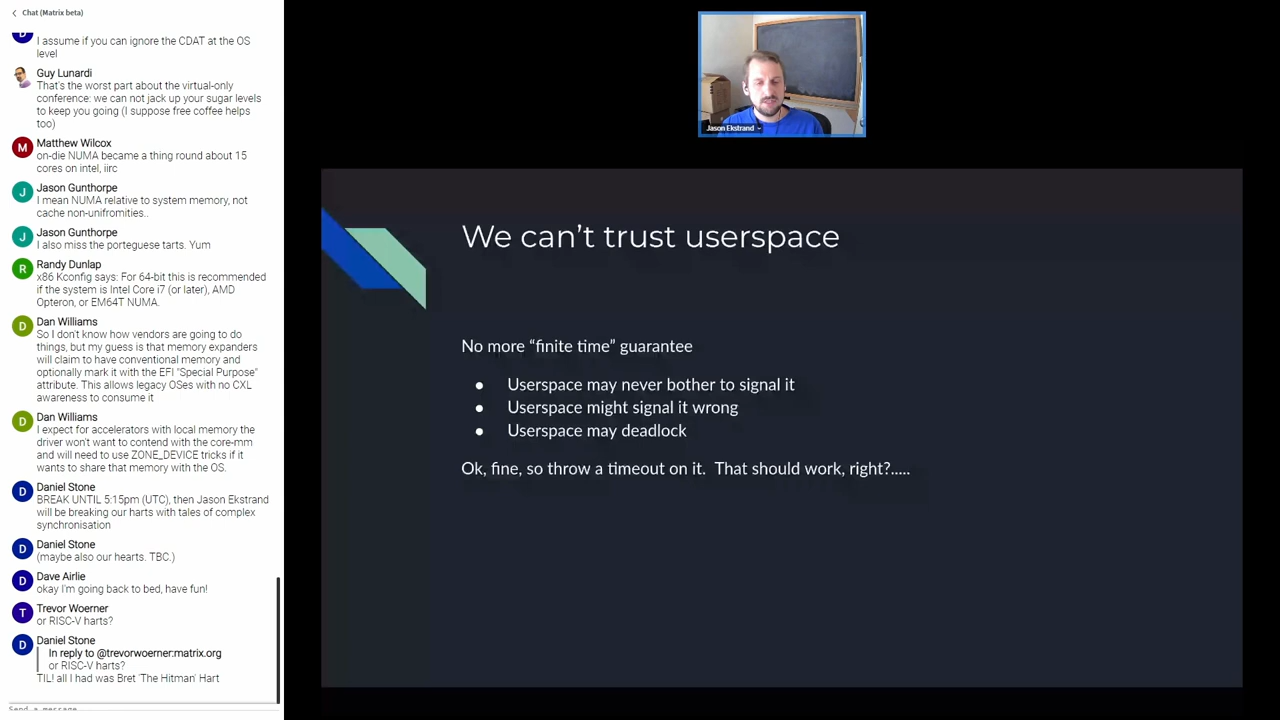 Chat (Matrix beta)
I assume if you can ignore the CDAT at the OS
level
Guy Lunardi
That's the worst part about the virtual-only
conference: we can not jack up your sugar levels
to keep you going (I suppose free coffee helps
too)
M
Matthew Wilcox
on-die NUMA became a thing round about 15
cores on intel, iirc
J
Jason Gunthorpe
I mean NUMA relative to system memory, not
cache non-unifromities..
J
Jason Gunthorpe
I also miss the porteguese tarts. Yum
R
Randy Dunlap
x86 Kconfig says: For 64-bit this is recommended
if the system is Intel Core i7 (or later), AMD
Opteron, or EM64T NUMA.
D
Dan Williams
So I don't know how vendors are going to do
things, but my guess is that memory expanders
will claim to have conventional memory and
optionally mark it with the EFI "Special Purpose"
attribute. This allows legacy OSes with no CXL
awareness to consume it
D
Dan Williams
I expect for accelerators with local memory the
driver won't want to contend with the core-mm
and will need to use ZONE_DEVICE tricks if it
wants to share that memory with the OS.
D
Daniel Stone
BREAK UNTIL 5:15pm (UTC), then Jason Ekstrand
will be breaking our harts with tales of complex
synchronisation
D
Daniel Stone
(maybe also our hearts. TBC.)
D
Dave Airlie
okay I'm going back to bed, have fun!
T
Trevor Woerner
or RISC-V harts?
D
Daniel Stone
In reply to @trevorwoerner:matrix.org
or RISC-V harts?
TIL! all I had was Bret 'The Hitman' Hart
Send a message
Jason Ekstrand
We can't trust userspace
No more “finite time” guarantee
● Userspace may never bother to signal it
● Userspace might signal it wrong
● Userspace may deadlock
Ok, fine, so throw a timeout on it. That should work, right?.....